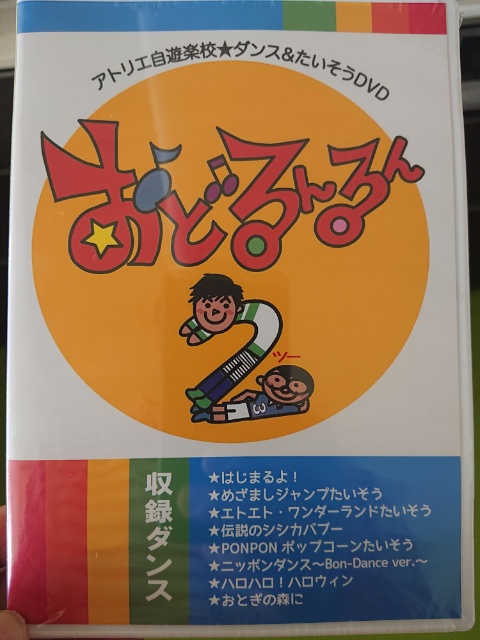 アトリエ自遊楽校★ダンス&たいそうDVD
おどるんるん
2
ツー
収録ダンス
★はじまるよ！
★めざましジャンプたいそう
★エトエト・ワンダーランドたいそう
★伝説のシシカバブー
★PONPON ポップコーンたいそう
★ニッポンダンス〜Bon-Dance ver.〜
★ハロハロ！ハロウィン
★おとぎの森に